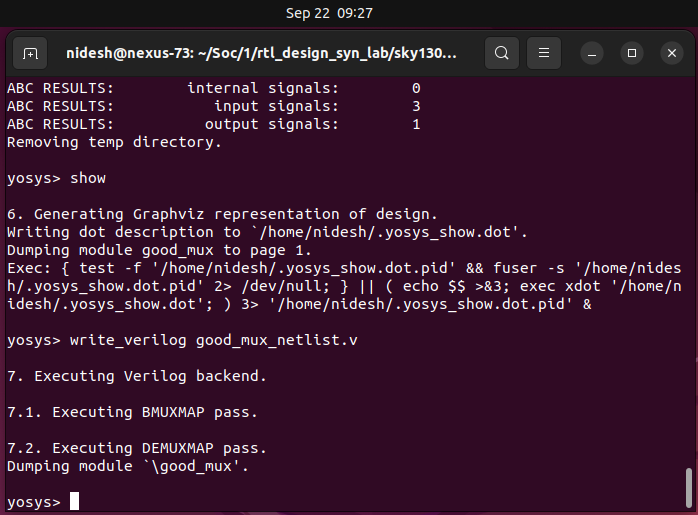 Sep 22 09:27
nidesh@nexus-73: ~/Soc/1/rtl_design_syn_lab/sky130...
ABC RESULTS:        internal signals:        0
ABC RESULTS:           input signals:        3
ABC RESULTS:          output signals:        1
Removing temp directory.
yosys> show
6. Generating Graphviz representation of design.
Writing dot description to `/home/nidesh/.yosys_show.dot'.
Dumping module good_mux to page 1.
Exec: { test -f '/home/nidesh/.yosys_show.dot.pid' && fuser -s '/home/nides
h/.yosys_show.dot.pid' 2> /dev/null; } || ( echo $$ >&3; exec xdot '/home/n
idesh/.yosys_show.dot'; ) 3> '/home/nidesh/.yosys_show.dot.pid' &
yosys> write_verilog good_mux_netlist.v
7. Executing Verilog backend.
7.1. Executing BMUXMAP pass.
7.2. Executing DEMUXMAP pass.
Dumping module `\good_mux'.
yosys>